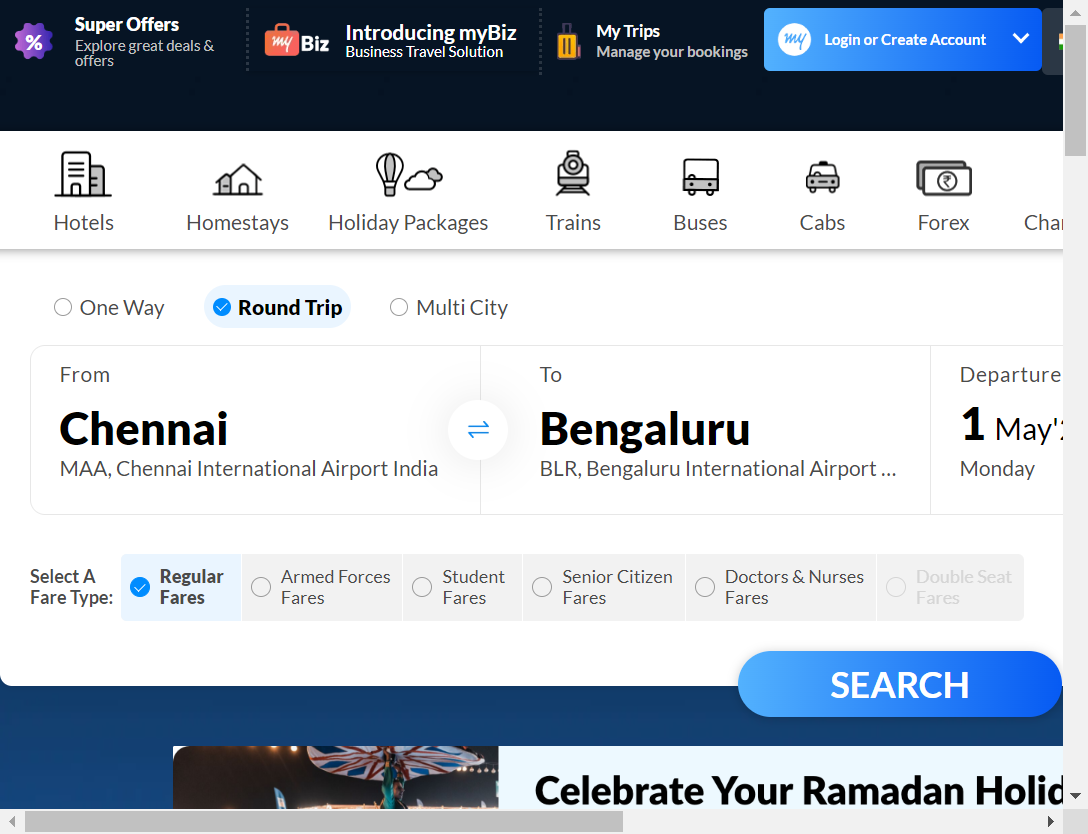 Super Offers
Explore great deals &
offers
my Biz
Introducing myBiz
Business Travel Solution
My Trips
Manage your bookings
my
Login or Create Account
Hotels
Homestays
Holiday Packages
Trains
Buses
Cabs
Forex
One Way
Round Trip
Multi City
From
Chennai
MAA, Chennai International Airport India
To
Bengaluru
BLR, Bengaluru International Airport ...
Departure
1 May'
Monday
Select A
Fare Type:
Regular
Fares
Armed Forces
Fares
Student
Fares
Senior Citizen
Fares
Doctors & Nurses
Fares
Double Seat
Fares
SEARCH
Celebrate Your Ramadan